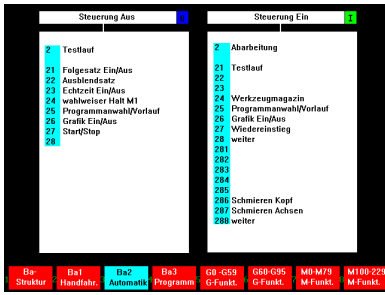 Steuerung Aus
Steuerung Ein I
2 Testlauf
21 Folgesatz Ein/Aus
22 Ausblendsatz
23 Echtzeit Ein/Aus
24 wahlweiser Halt M1
25 Programmanwahl/Vorlauf
26 Grafik Ein/Aus
27 Start/Stop
28
2 Abarbeitung
21 Testlauf
22
23
24 Werkzeugmagazin
25 Programmanwahl/Vorlauf
26 Grafik Ein/Aus
27 Wiedereinstieg
28 weiter
281
282
283
284
285
286 Schmieren Kopf
287 Schmieren Achsen
288 weiter
Ba- Struktur
Ba1 Handfahr.
Ba2 Automatik
Ba3 Programm
G0 -G59 G-Funkt.
G60-G95 G-Funkt.
M0-M79 M-Funkt.
M100-229 M-Funkt.